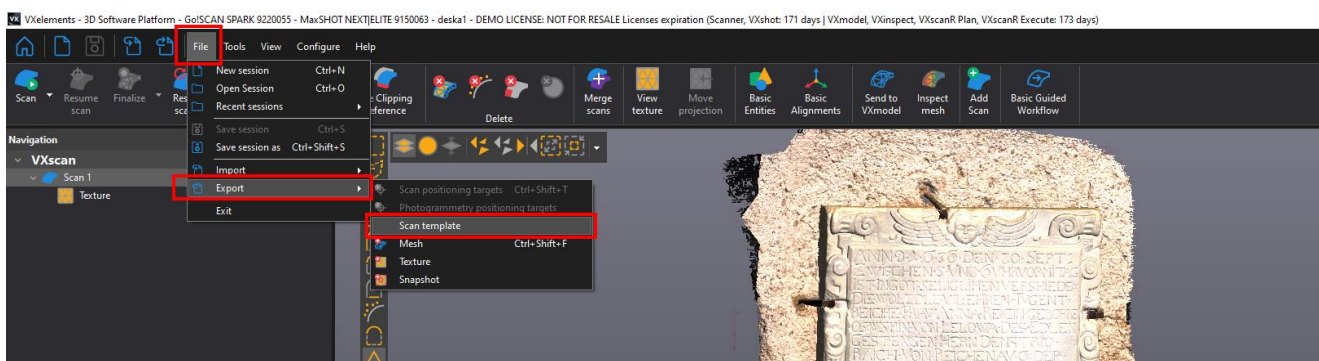 VXelements - 3D Software Platform - Go!SCAN SPARK 9220055 - MaxSHOT NEXT|ELITE 9150063 - deska1 - DEMO LICENSE: NOT FOR RESALE Licenses expiration (Scanner, VXshot: 171 days | VXmodel, VXinspect, VXscanR Plan, VXscanR Execute: 173 days)
File Tools View Configure Help
New session Ctrl+N
Open Session Ctrl+O
Recent sessions
Save session Ctrl+S
Save session as Ctrl+Shift+S
Import
Export
Exit
Scan
Resume scan
Finalize
Clipping
Delete
Merge scans
View texture
Move projection
Basic Entities
Basic Alignments
Send to VXmodel
Inspect mesh
Add Scan
Basic Guided Workflow
Navigation
VXscan
Scan 1
Texture
Scan positioning targets Ctrl+Shift+T
Photogrammetry positioning targets
Scan template
Mesh Ctrl+Shift+F
Texture
Snapshot